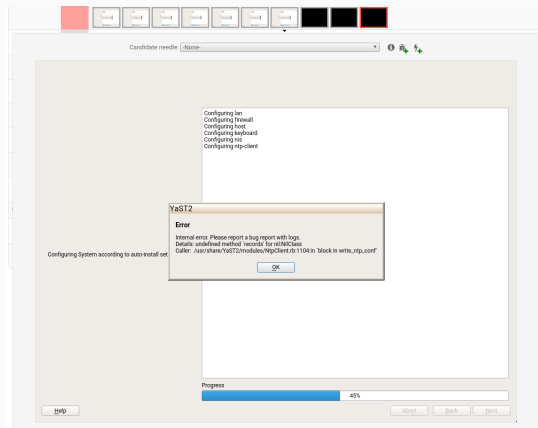 Candidate needle: -None-
Configuring lan
Configuring firewall
Configuring host
Configuring keyboard
Configuring nis
Configuring ntp-client
YaST2
Error
Internal error. Please report a bug report with logs.
Details: undefined method `records' for nil:NilClass
Caller: /usr/share/YaST2/modules/NtpClient.rb:1104:in `block in write_ntp_conf'
OK
Configuring System according to auto-install set
Progress
45%
Help
Abort
Back
Next